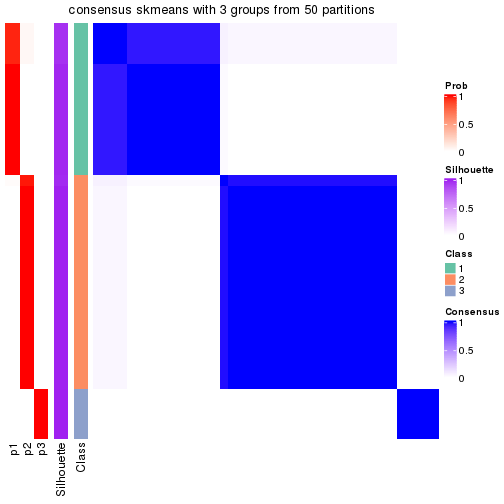 consensus skmeans with 3 groups from 50 partitions
Prob
1
0.5
0
Silhouette
1
0.5
0
Class
1
2
3
Consensus
1
0.5
0
p1
p2
p3
Silhouette
Class